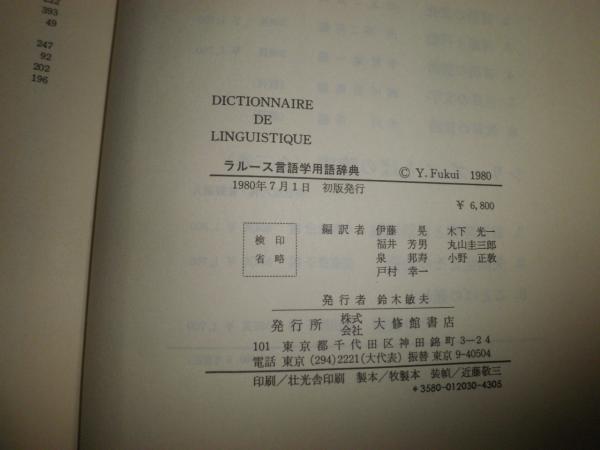 393
49
247
92
202
196
DICTIONNAIRE
DE
LINGUISTIQUE
ラルース言語学用語辞典
© Y. Fukui 1980
1980年7月1日 初版発行
¥ 6,800
検印
省略
編訳者 伊藤 晃 木下 光一
福井 芳男 丸山圭三郎
泉 邦寿 小野 正敦
戸村 幸一
発行者 鈴木敏夫
発行所 株式会社 大修館書店
101 東京都千代田区神田錦町3-24
電話 東京 (294)2221(大代表) 振替 東京9-40504
印刷/壮光舎印刷 製本/牧製本 装幀/近藤敬三
*3580-012030-4305